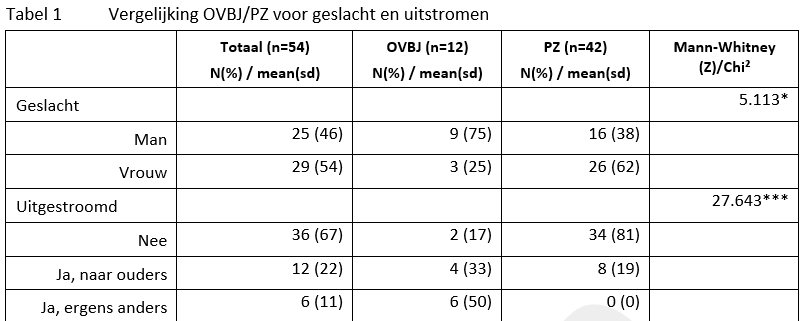 Tabel 1 Vergelijking OVBJ/PZ voor geslacht en uitstromen
Totaal (n=54) OVBJ (n=12) PZ (n=42) Mann-Whitney
N(%) / mean(sd) N(%) / mean(sd) N(%) / mean(sd) (Z)/Chi²
Geslacht 5.113*
Man 25 (46) 9 (75) 16 (38)
Vrouw 29 (54) 3 (25) 26 (62)
Uitgestroomd 27.643***
Nee 36 (67) 2 (17) 34 (81)
Ja, naar ouders 12 (22) 4 (33) 8 (19)
Ja, ergens anders 6 (11) 6 (50) 0 (0)